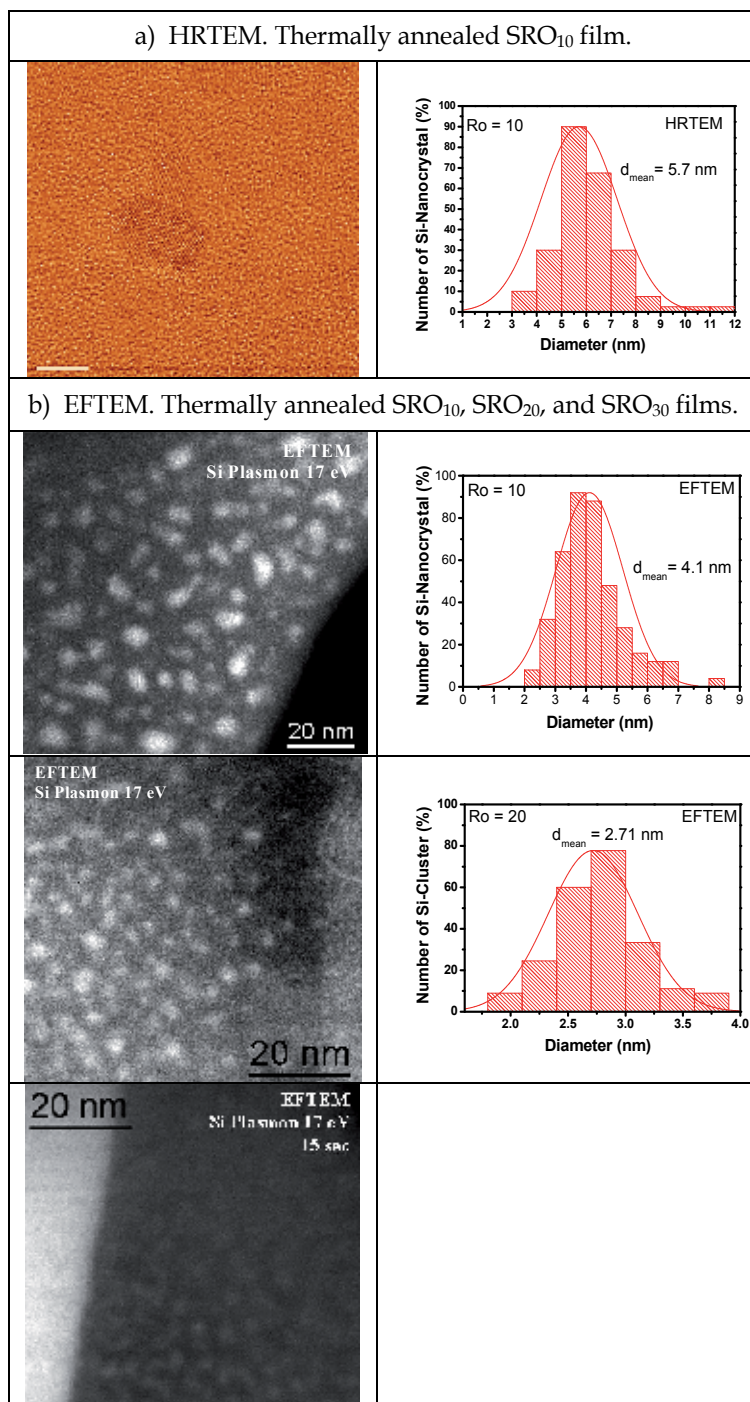 a) HRTEM. Thermally annealed SRO₁₀ film.
Number of Si-Nanocrystal (%)
100
90
80
70
60
50
40
30
20
10
0
Ro = 10
HRTEM
d_mean = 5.7 nm
1 2 3 4 5 6 7 8 9 10 11 12
Diameter (nm)
b) EFTEM. Thermally annealed SRO₁₀, SRO₂₀, and SRO₃₀ films.
EFTEM
Si Plasmon 17 eV
20 nm
Number of Si-Nanocrystal (%)
100
80
60
40
20
0
Ro = 10
EFTEM
d_mean = 4.1 nm
0 1 2 3 4 5 6 7 8 9
Diameter (nm)
EFTEM
Si Plasmon 17 eV
20 nm
Number of Si-Cluster (%)
100
80
60
40
20
0
Ro = 20
EFTEM
d_mean = 2.71 nm
2.0 2.5 3.0 3.5 4.0
Diameter (nm)
20 nm
EFTEM
Si Plasmon 17 eV
15 sec